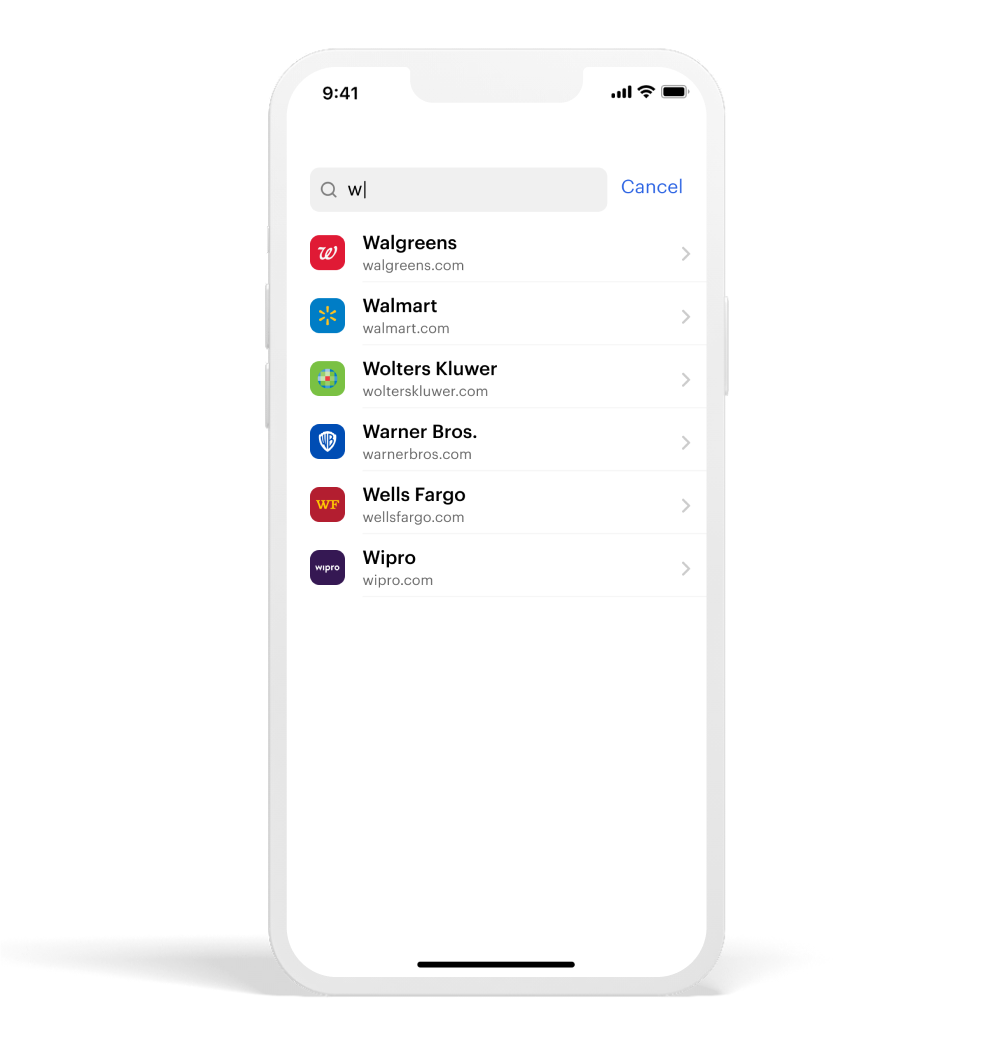 9:41
w
Cancel
Walgreens
walgreens.com
Walmart
walmart.com
Wolters Kluwer
wolterskluwer.com
WB
Warner Bros.
warnerbros.com
WF
Wells Fargo
wellsfargo.com
wipro
Wipro
wipro.com